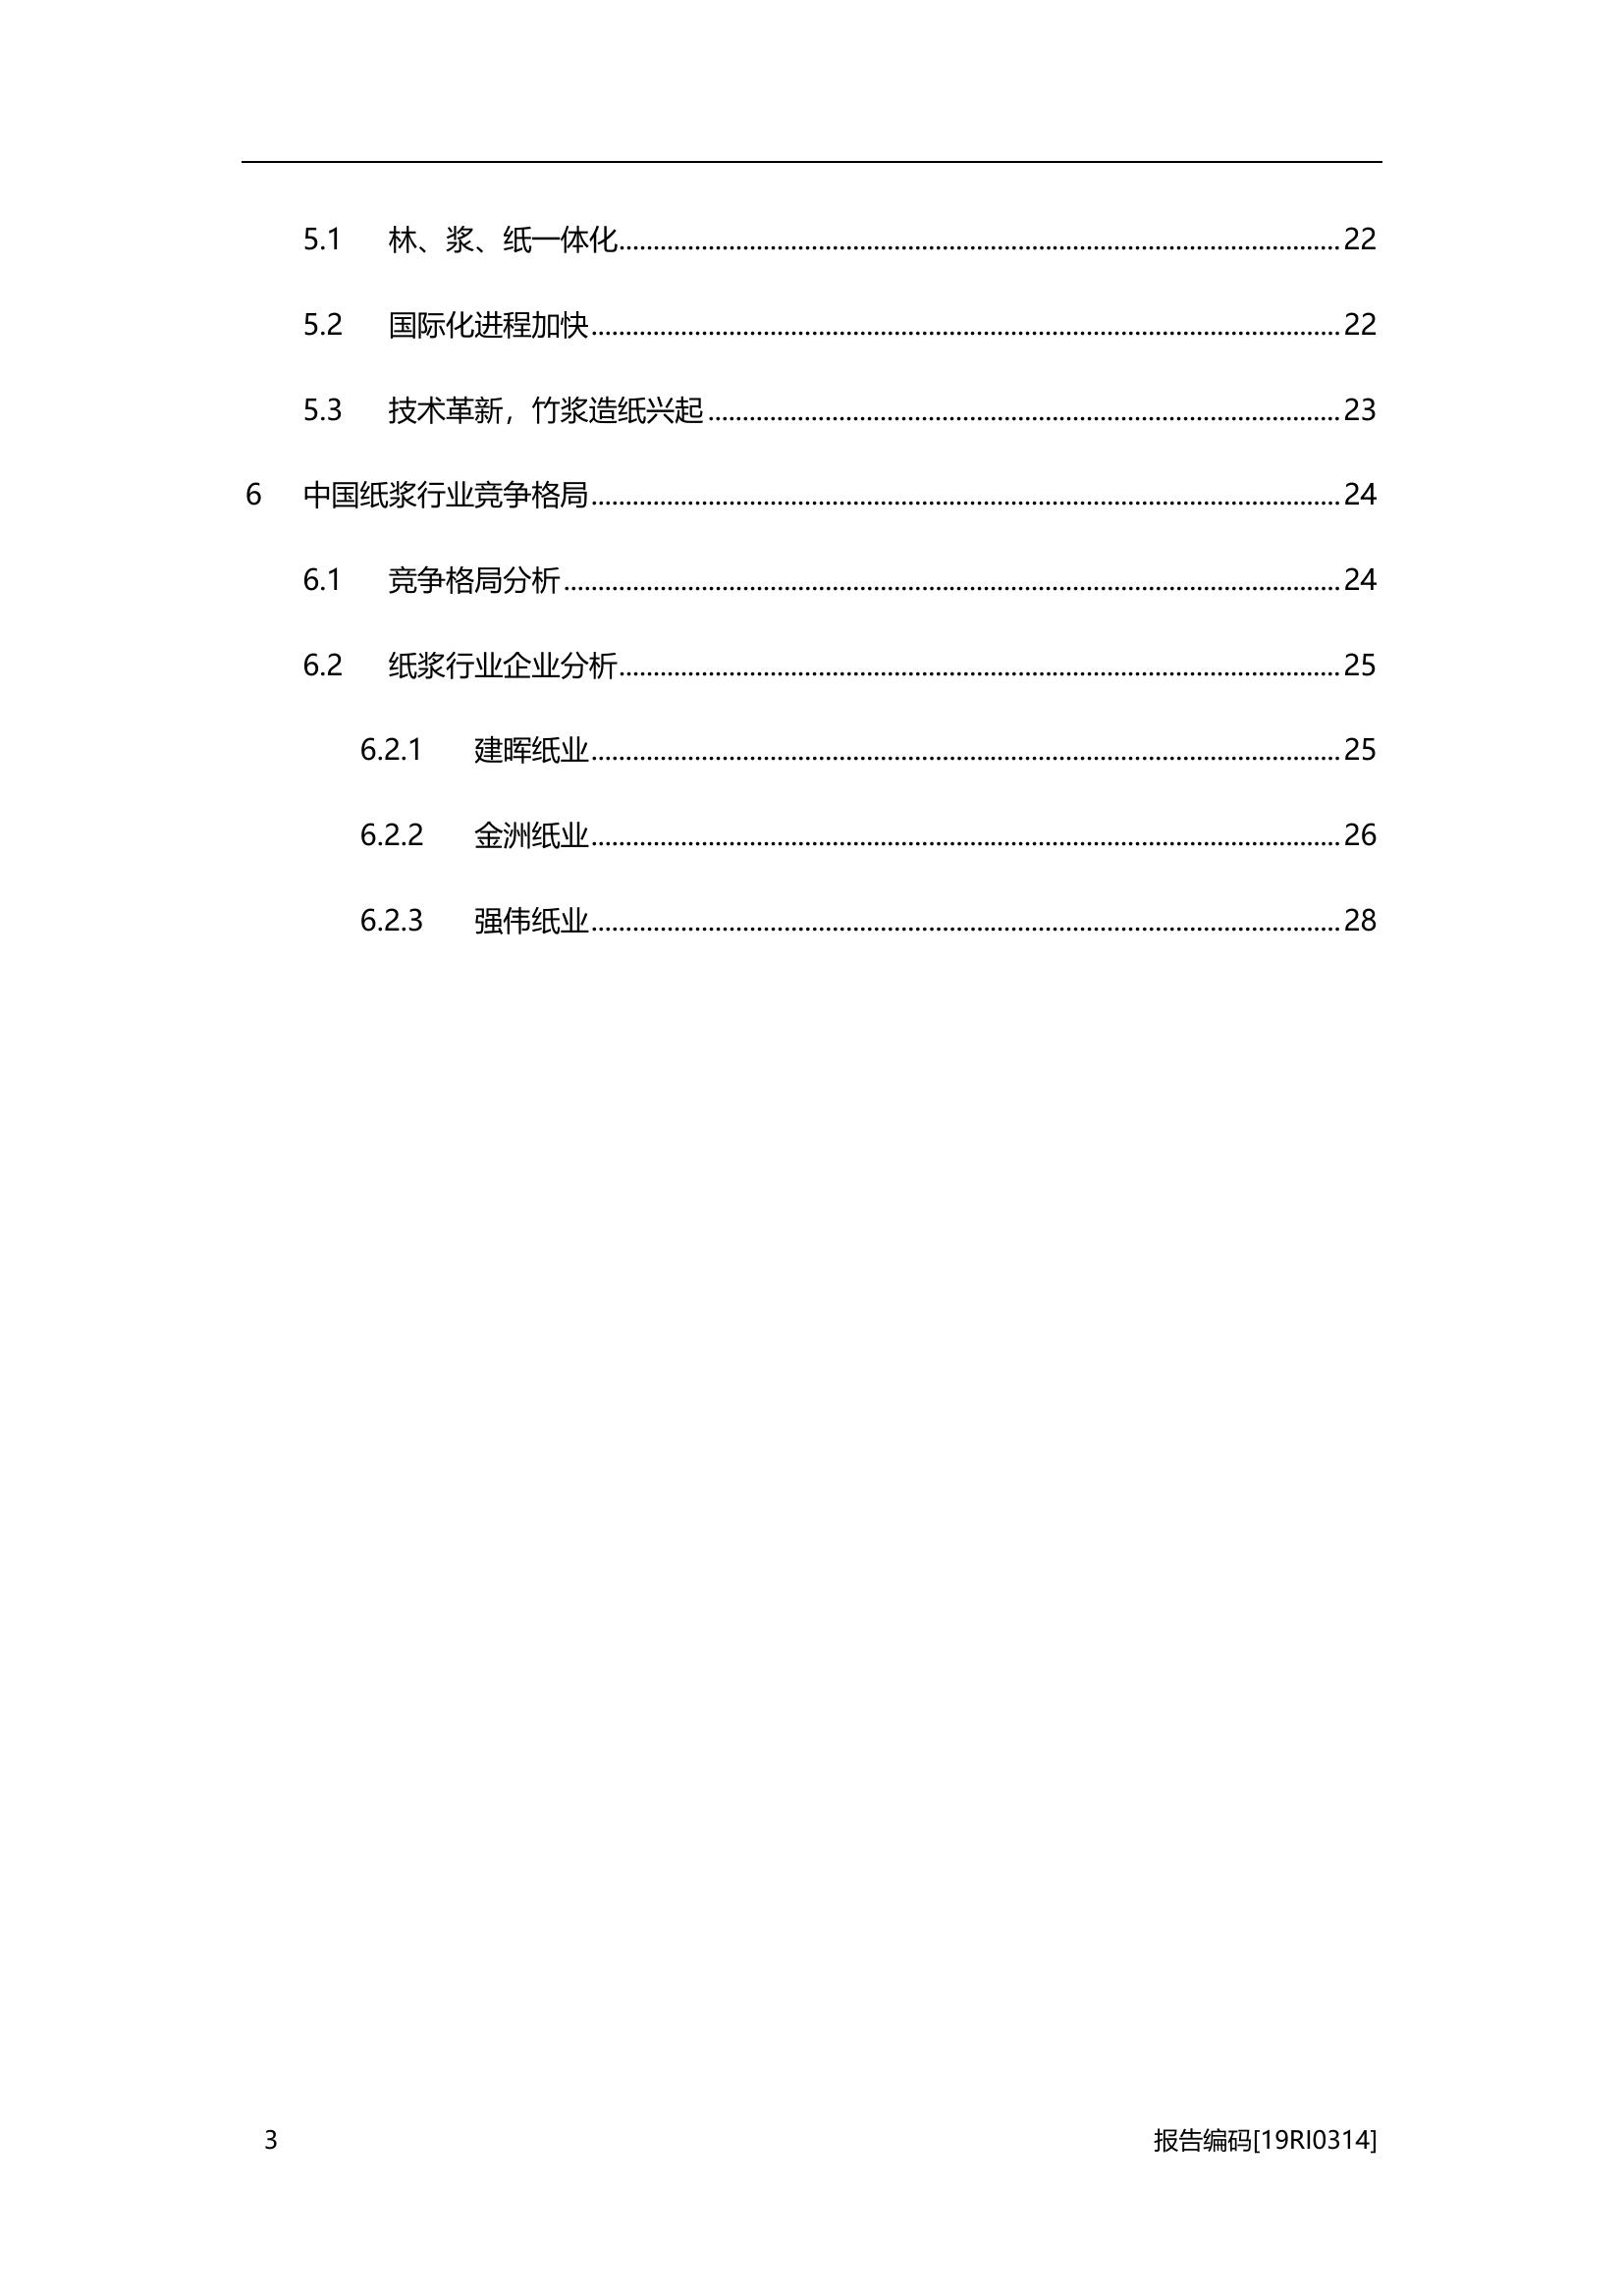 5.1 林、浆、纸一体化........................................22
5.2 国际化进程加快........................................22
5.3 技术革新，竹浆造纸兴起........................................23
6 中国纸浆行业竞争格局........................................24
6.1 竞争格局分析........................................24
6.2 纸浆行业企业分析........................................25
6.2.1 建晖纸业........................................25
6.2.2 金洲纸业........................................26
6.2.3 强伟纸业........................................28
3 报告编码[19RI0314]